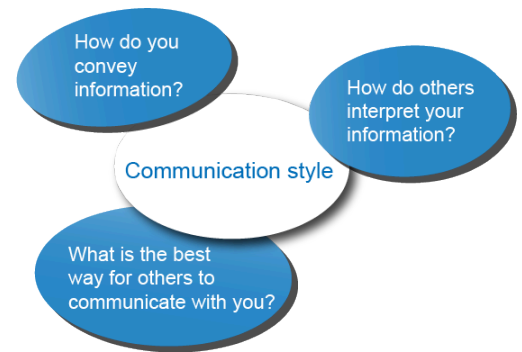 How do you
convey
information?
How do others
interpret your
information?
Communication style
What is the best
way for others to
communicate with you?